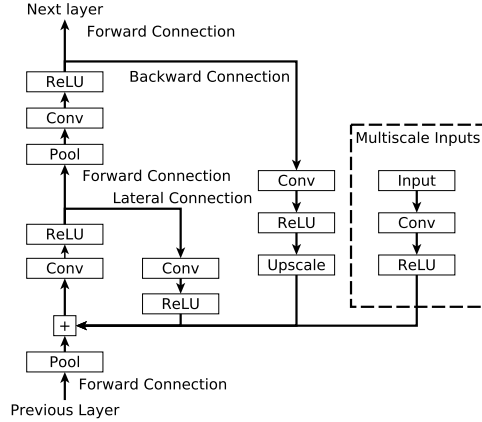 Next layer
Forward Connection
Backward Connection
ReLU
Conv
Pool
Forward Connection
Lateral Connection
ReLU
Conv
Conv
ReLU
Conv
ReLU
Upscale
Multiscale Inputs
Input
Conv
ReLU
+
Pool
Forward Connection
Previous Layer